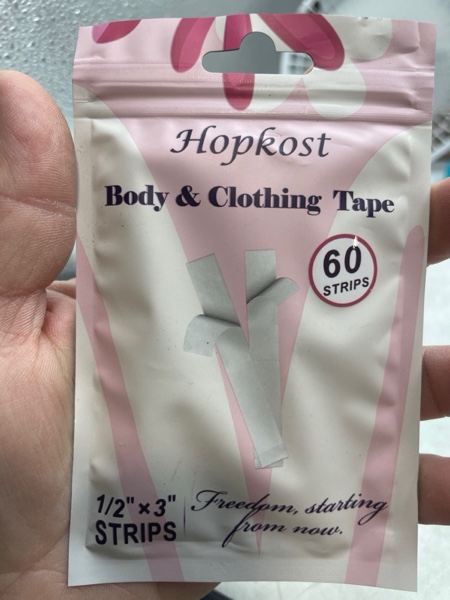 Hopkost
Body & Clothing Tape
60
STRIPS
1/2"×3"
STRIPS
Freedom, starting
from now.